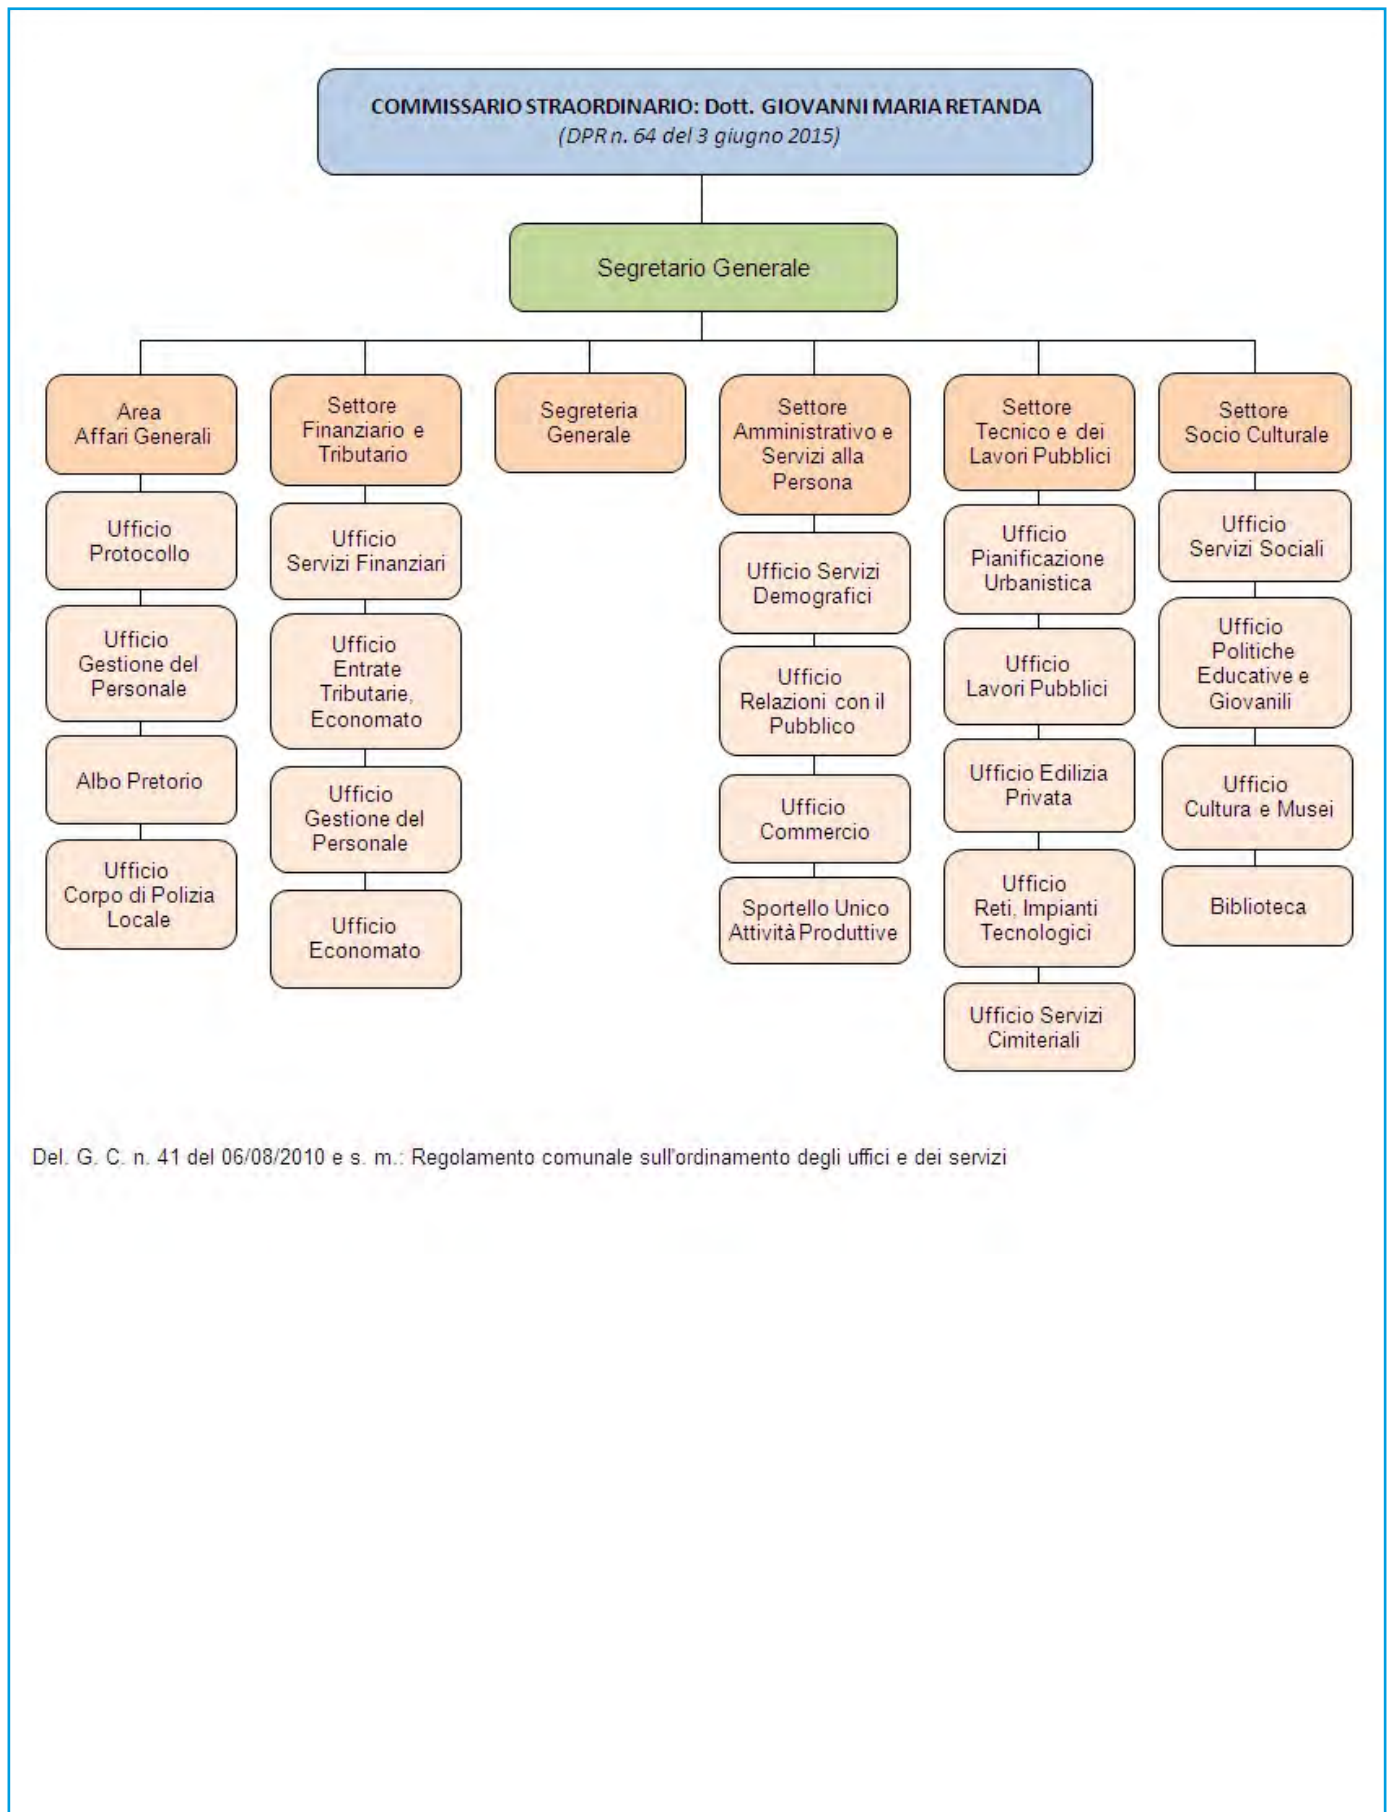 COMMISSARIO STRAORDINARIO: Dott. GIOVANNI MARIA RETANDA
(DPR n. 64 del 3 giugno 2015)
Segretario Generale
Area
Affari Generali
Ufficio
Protocollo
Ufficio
Gestione del
Personale
Albo Pretorio
Ufficio
Corpo di Polizia
Locale
Settore
Finanziario e
Tributario
Ufficio
Servizi Finanziari
Ufficio
Entrate
Tributarie,
Economato
Ufficio
Gestione del
Personale
Ufficio
Economato
Segreteria
Generale
Settore
Amministrativo e
Servizi alla
Persona
Ufficio Servizi
Demografici
Ufficio
Relazioni con il
Pubblico
Ufficio
Commercio
Sportello Unico
Attività Produttive
Settore
Tecnico e dei
Lavori Pubblici
Ufficio
Pianificazione
Urbanistica
Ufficio
Lavori Pubblici
Ufficio Edilizia
Privata
Ufficio
Reti, Impianti
Tecnologici
Ufficio Servizi
Cimiteriali
Settore
Socio Culturale
Ufficio
Servizi Sociali
Ufficio
Politiche
Educative e
Giovanili
Ufficio
Cultura e Musei
Biblioteca
Del. G. C. n. 41 del 06/08/2010 e s. m.: Regolamento comunale sull'ordinamento degli uffici e dei servizi